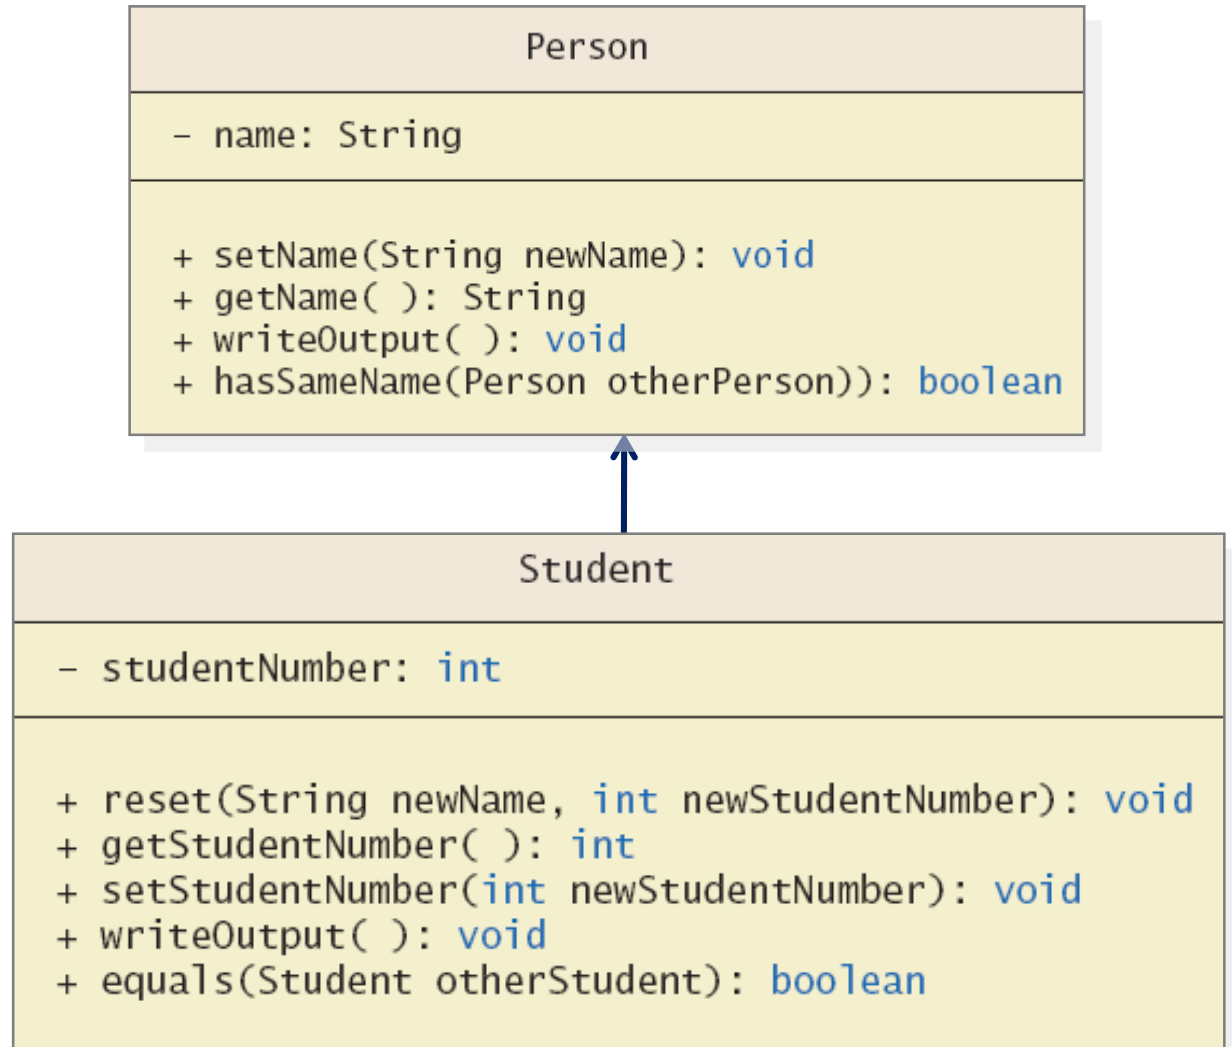 Person
– name: String
+ setName(String newName): void
+ getName( ): String
+ writeOutput( ): void
+ hasSameName(Person otherPerson)): boolean
Student
– studentNumber: int
+ reset(String newName, int newStudentNumber): void
+ getStudentNumber( ): int
+ setStudentNumber(int newStudentNumber): void
+ writeOutput( ): void
+ equals(Student otherStudent): boolean